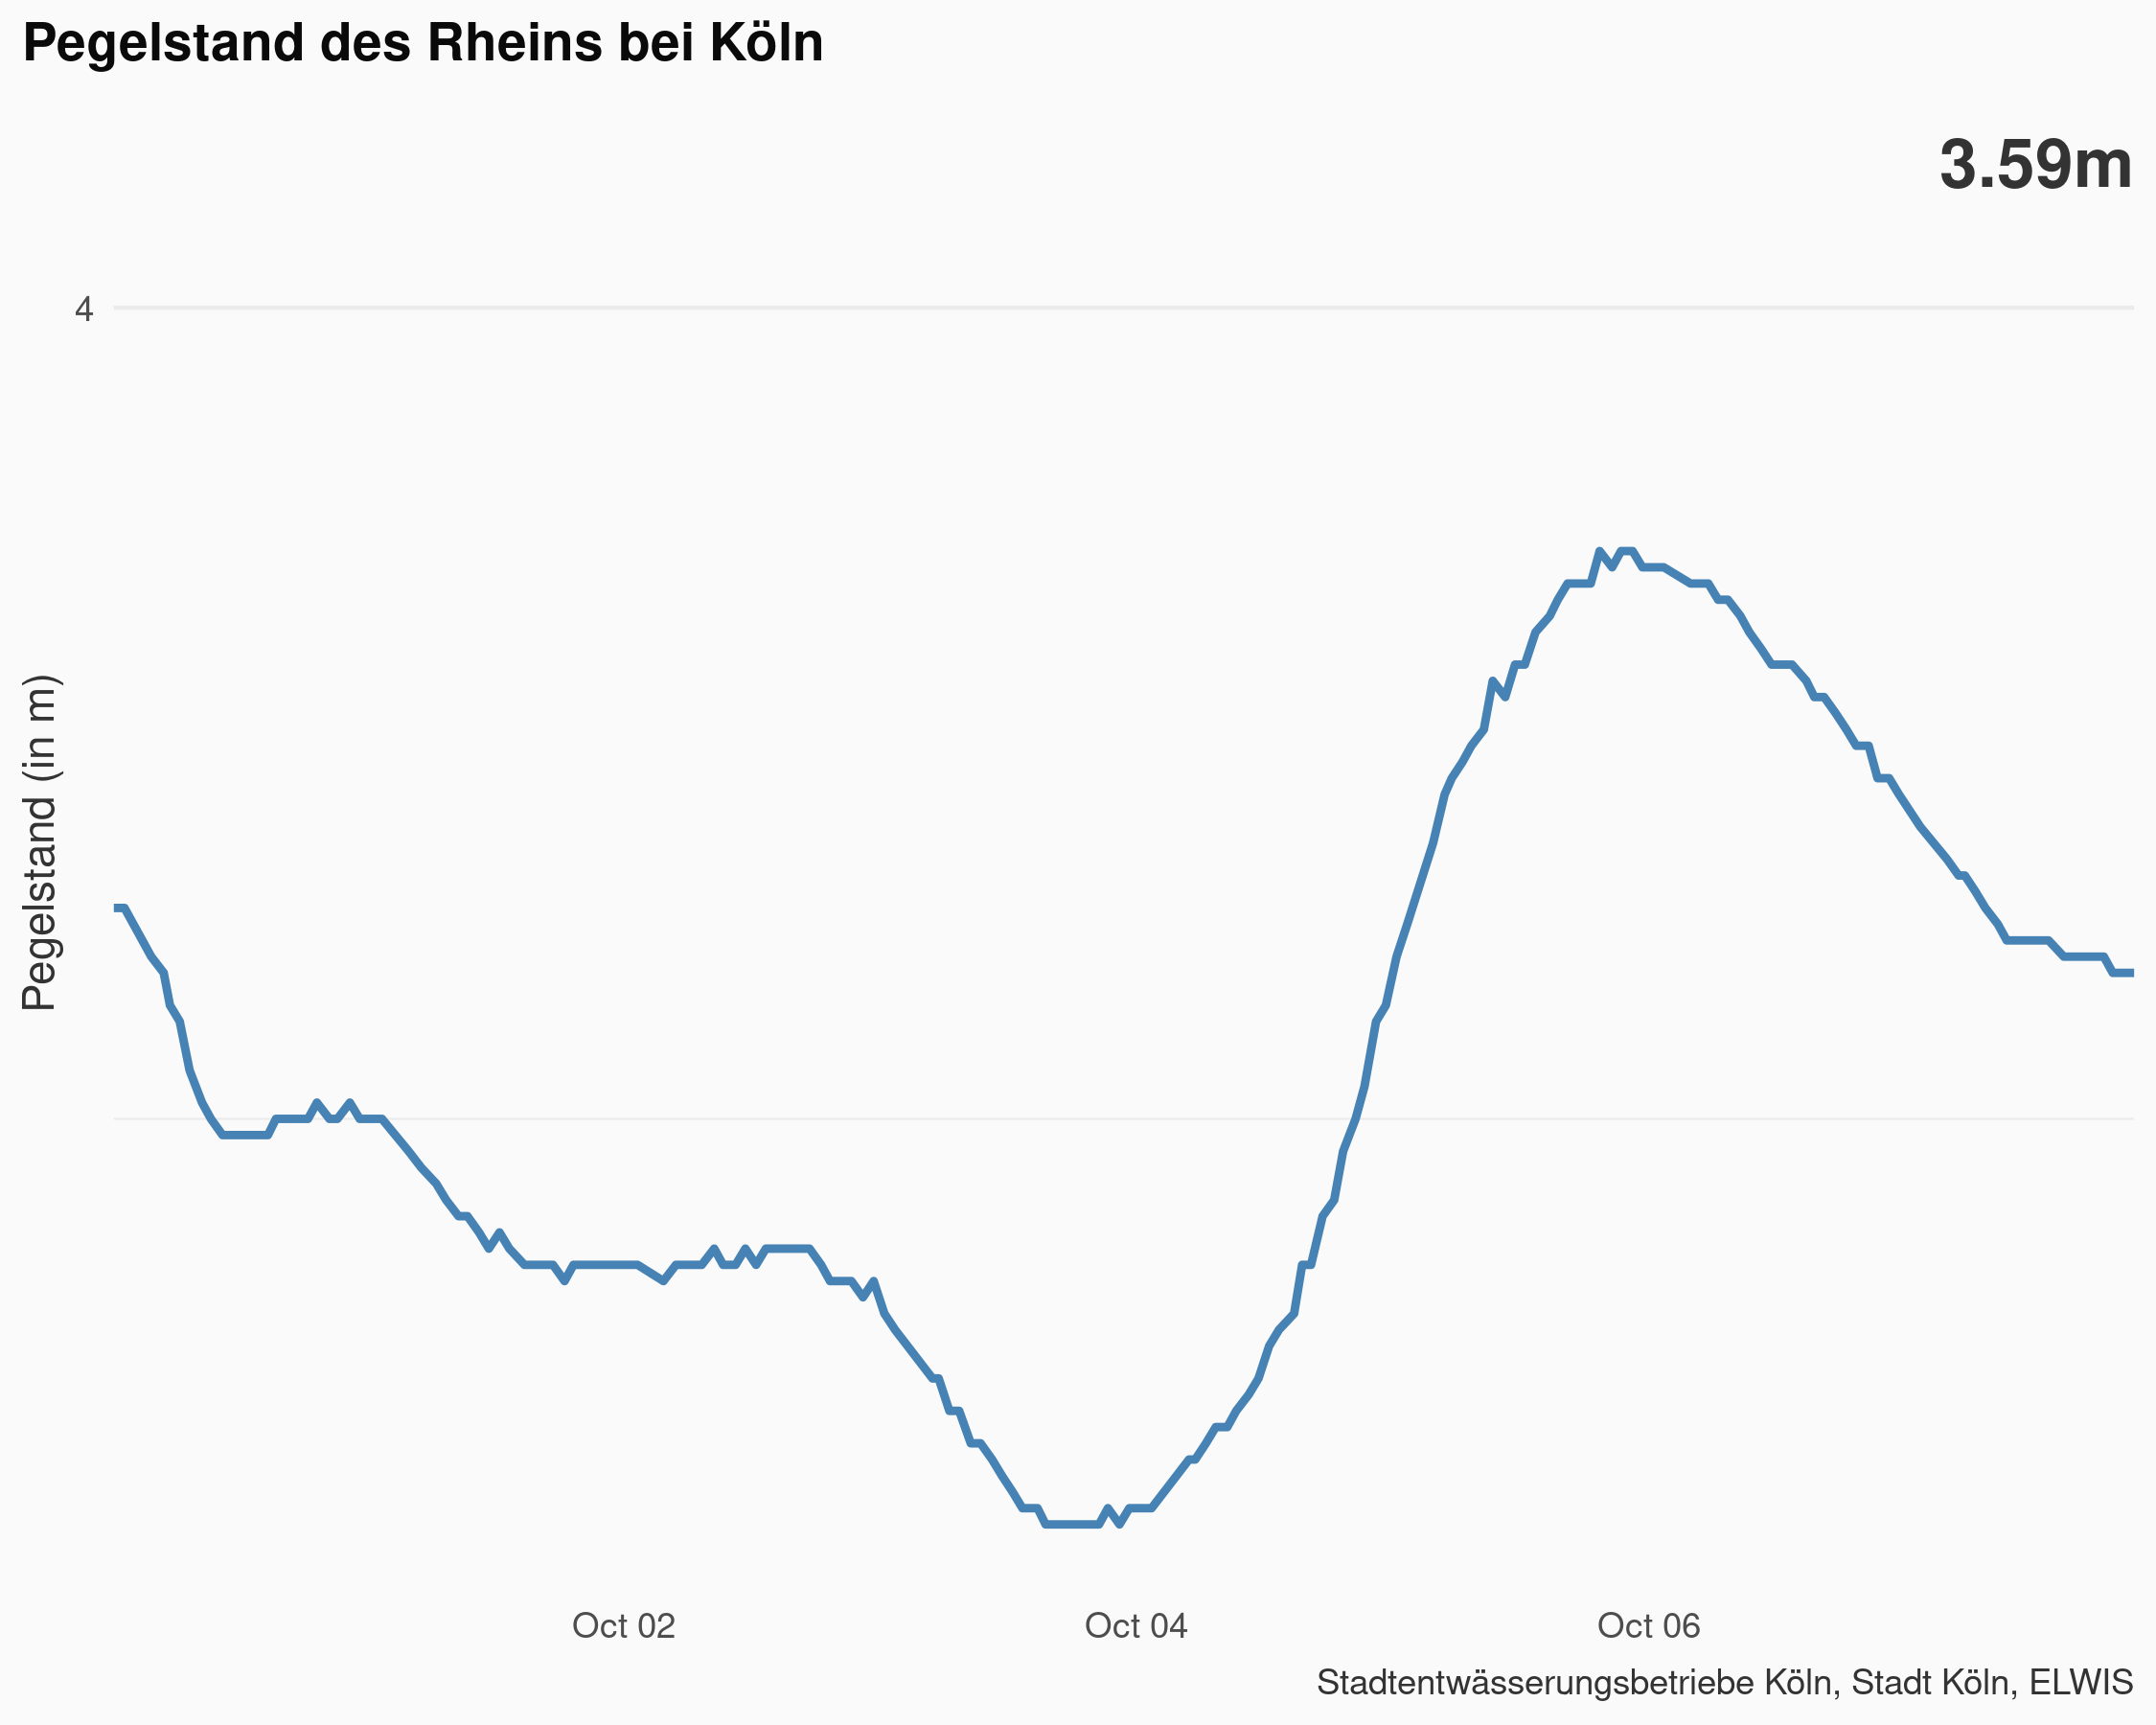 Pegelstand des Rheins bei Köln
3.59m
4
Pegelstand (in m)
Oct 02
Oct 04
Oct 06
Stadtentwässerungsbetriebe Köln, Stadt Köln, ELWIS